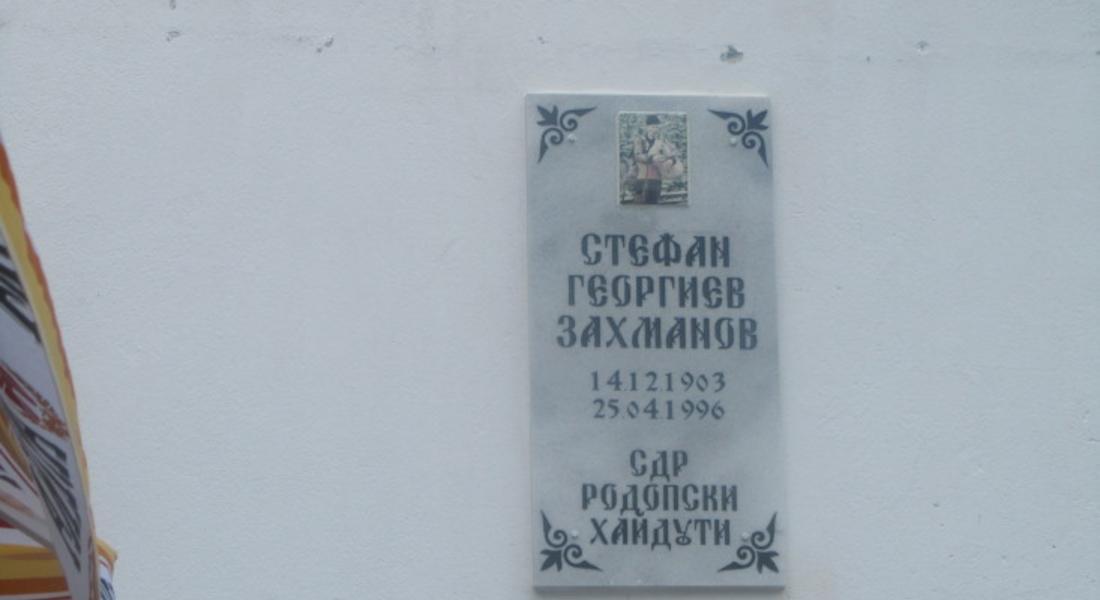 СТЕФАН
ГЕОРГИЕВ
ЗАХМАНОВ
14.12.1903
25.04.1996
СДР
РОДОПСКИ
ХАЙДУТИ